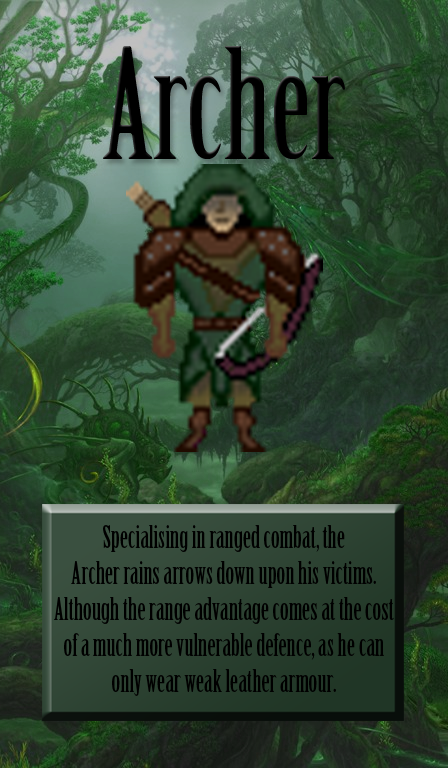 Archer
Specialising in ranged combat, the
Archer rains arrows down upon his victims.
Although the range advantage comes at the cost
of a much more vulnerable defence, as he can
only wear weak leather armour.